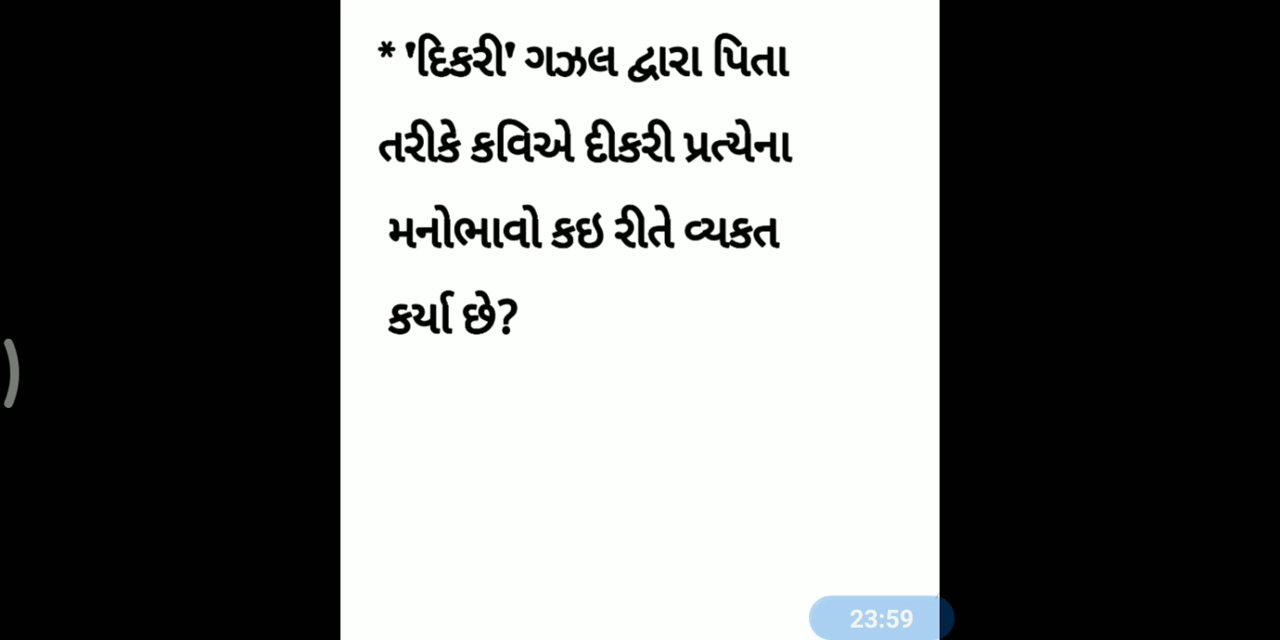 * 'દિકરી' ગઝલ દ્વારા પિતા
તરીકે કવિએ દીકરી પ્રત્યેના
મનોભાવો કઇ રીતે વ્યકત
કર્યા છે?
23:59